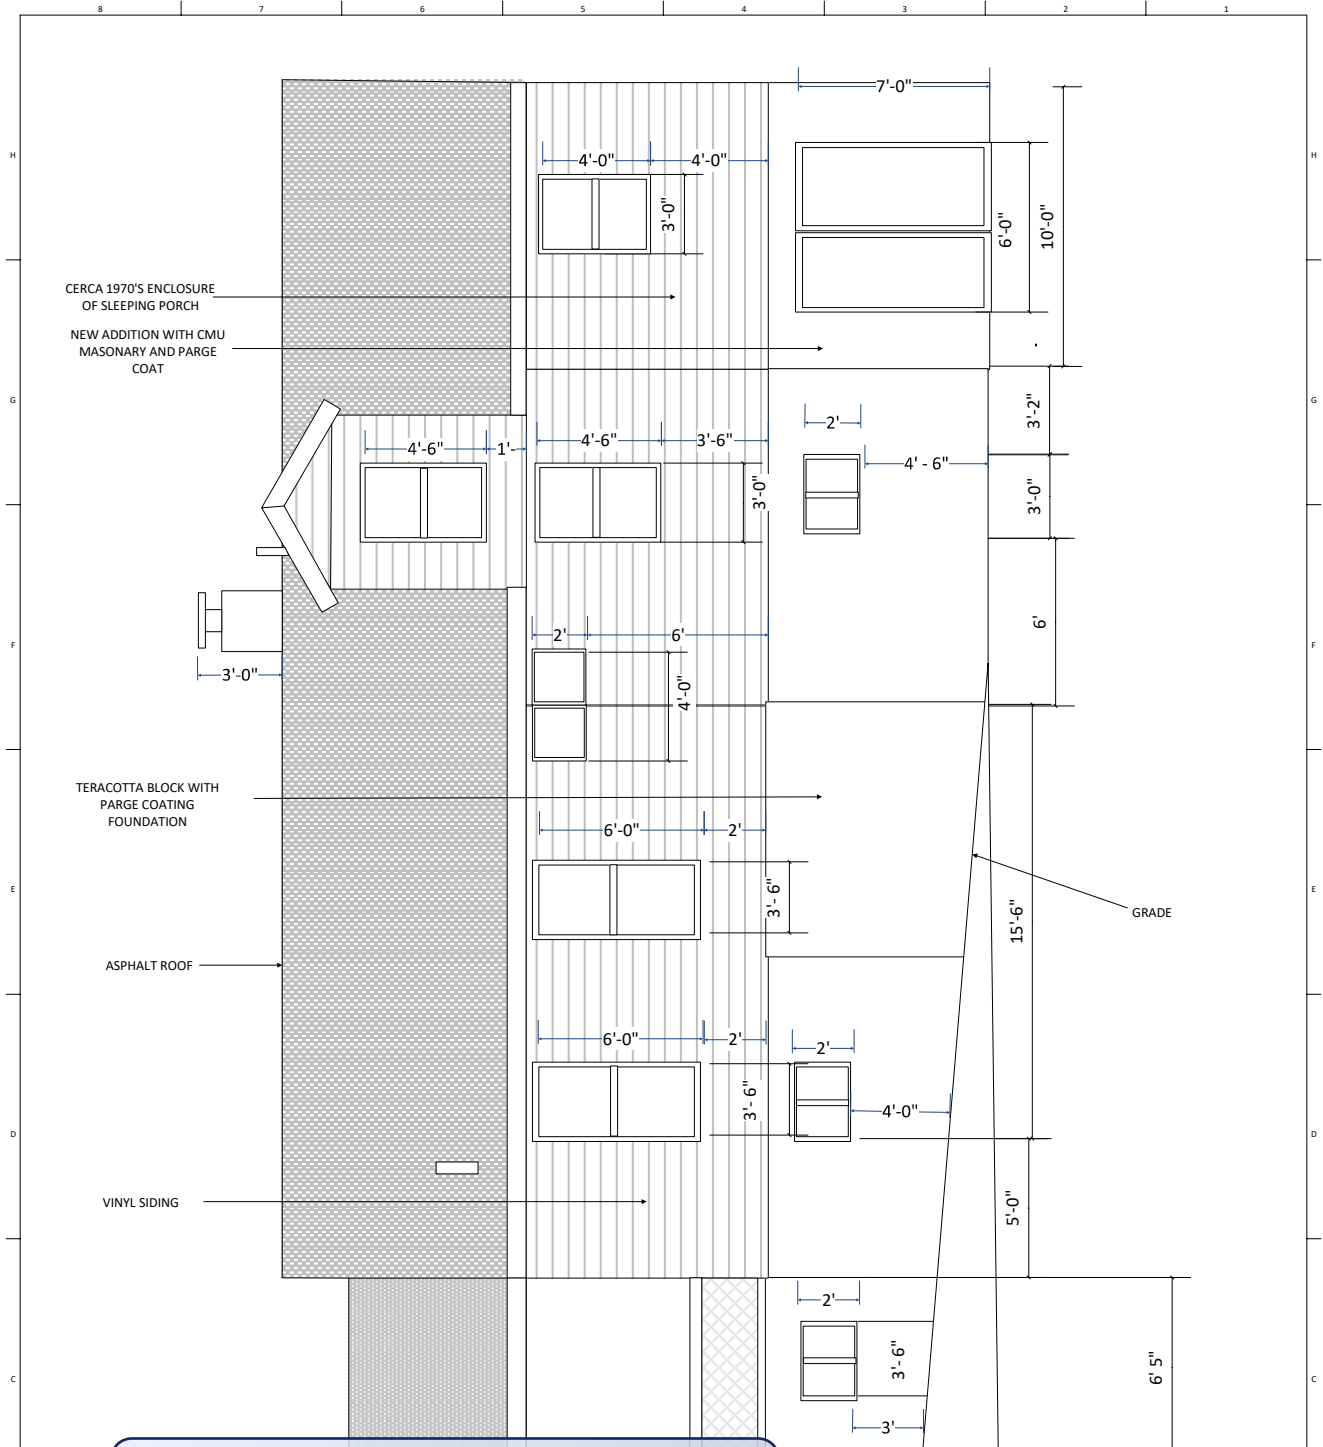 8 7 6 5 4 3 2 1
7'-0"
H H
4'-0" 4'-0"
3'-0"
6'-0"
10'-0"
CERCA 1970'S ENCLOSURE
OF SLEEPING PORCH
NEW ADDITION WITH CMU
MASONARY AND PARGE
COAT
G G
3'-2"
2'
4'-6" 1'- 4'-6" 3'-6"
4' - 6"
3'-0"
3'-0"
6'
F F
2' 6'
3'-0"
4'-0"
TERACOTTA BLOCK WITH
PARGE COATING
FOUNDATION
6'-0" 2'
E E
3'- 6"
GRADE
15'-6"
ASPHALT ROOF
6'-0" 2'
2'
3'- 6"
4'-0"
D D
VINYL SIDING
5'-0"
2'
3'- 6"
6' 5"
C C
3'